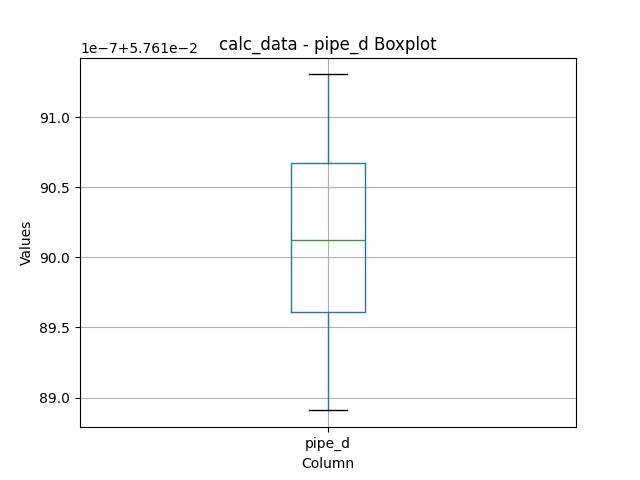 calc_data - pipe_d Boxplot
1e−7+5.761e−2
91.0
90.5
90.0
89.5
89.0
Values
pipe_d
Column